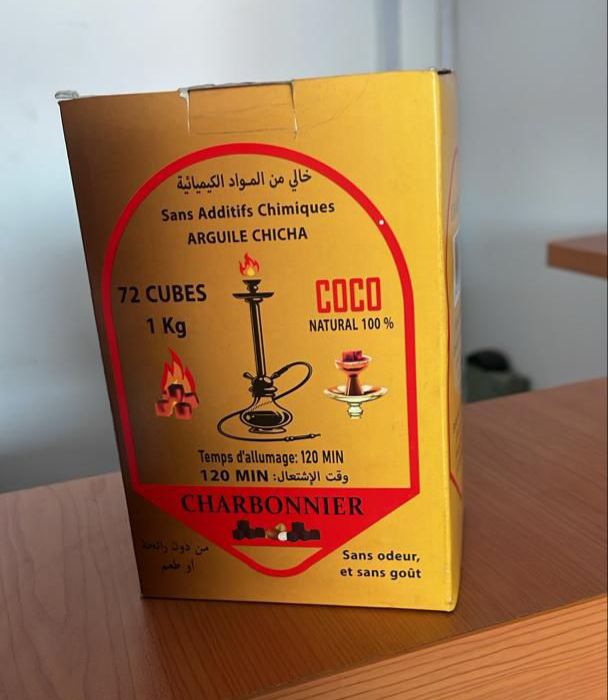 خالي من المواد الكيميائية
Sans Additifs Chimiques
ARGUILE CHICHA
72 CUBES
1 Kg
COCO
NATURAL 100 %
Temps d'allumage: 120 MIN
وقت الإشتعال: 120 MIN
CHARBONNIER
من دون رائحة
أو طعم
Sans odeur,
et sans goût